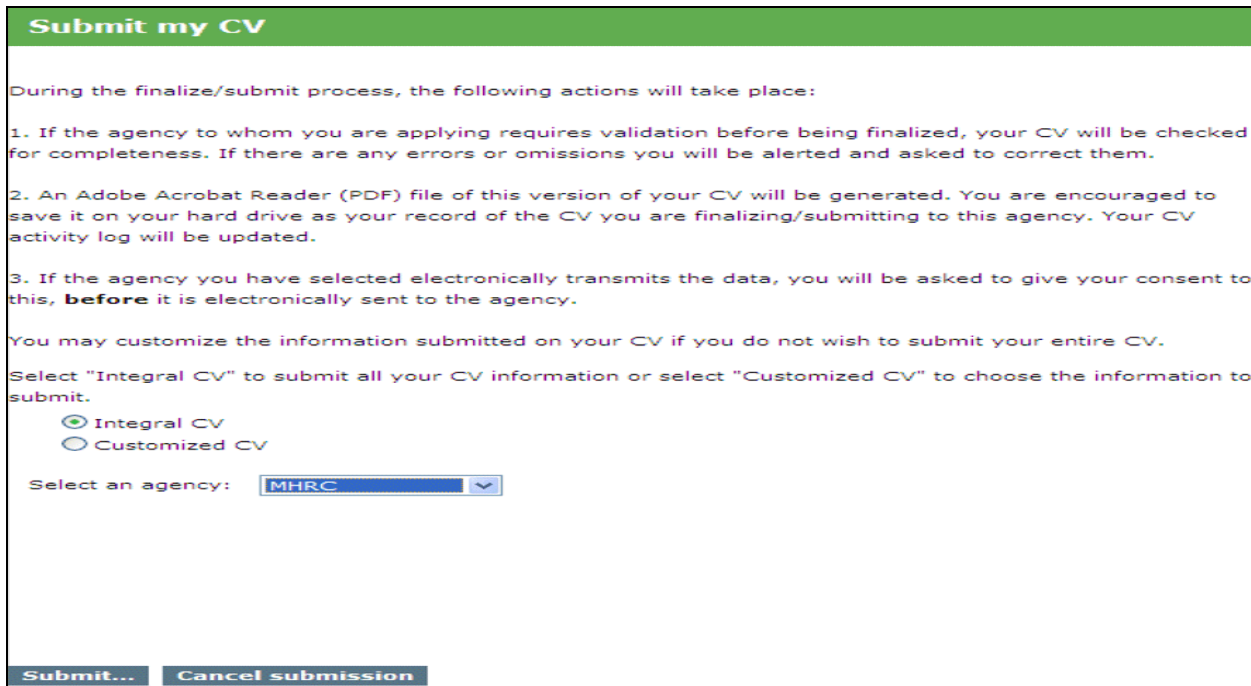 Submit my CV
During the finalize/submit process, the following actions will take place:
1. If the agency to whom you are applying requires validation before being finalized, your CV will be checked
for completeness. If there are any errors or omissions you will be alerted and asked to correct them.
2. An Adobe Acrobat Reader (PDF) file of this version of your CV will be generated. You are encouraged to
save it on your hard drive as your record of the CV you are finalizing/submitting to this agency. Your CV
activity log will be updated.
3. If the agency you have selected electronically transmits the data, you will be asked to give your consent to
this, before it is electronically sent to the agency.
You may customize the information submitted on your CV if you do not wish to submit your entire CV.
Select "Integral CV" to submit all your CV information or select "Customized CV" to choose the information to
submit.
Integral CV
Customized CV
Select an agency: MHRC
Submit... Cancel submission